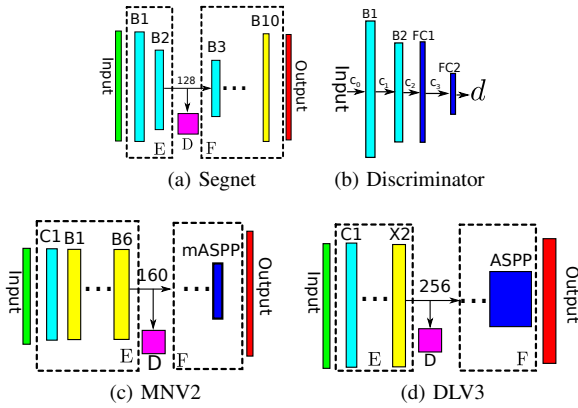 Input
B1
B2
128
D
E
B3
B10
F
Output
(a) Segnet
Input
c₀
B1
c₁
B2
c₂
FC1
c₃
FC2
d
(b) Discriminator
Input
C1
B1
B6
E
160
D
F
mASPP
Output
(c) MNV2
Input
C1
X2
E
256
D
ASPP
F
Output
(d) DLV3